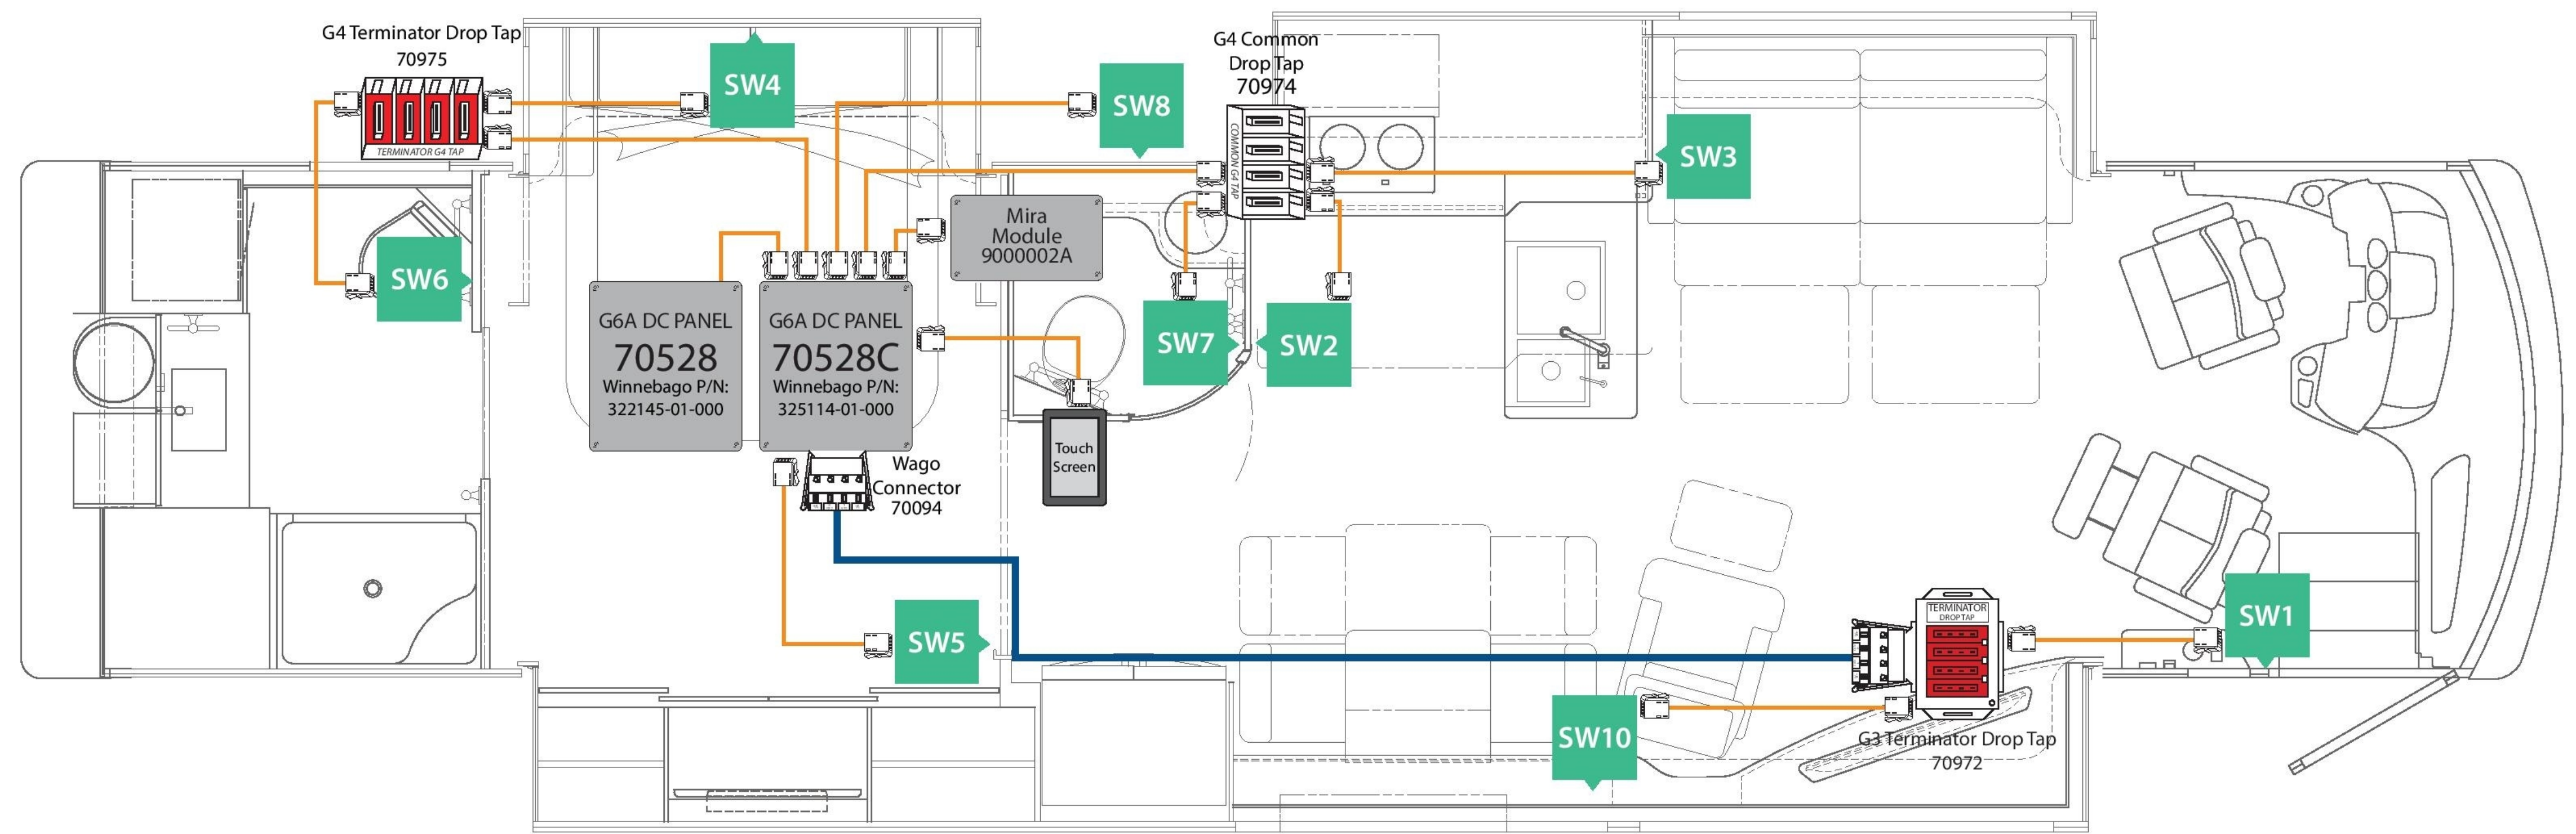 G4 Terminator Drop Tap
70975
TERMINATOR G4 TAP
SW4
SW8
G4 Common
Drop Tap
70974
COMMON G4 TAP
SW3
SW6
Mira
Module
9000002A
G6A DC PANEL
70528
Winnebago P/N:
322145-01-000
G6A DC PANEL
70528C
Winnebago P/N:
325114-01-000
SW7
SW2
Touch
Screen
Wago
Connector
70094
SW5
SW10
TERMINATOR
DROP TAP
G3 Terminator Drop Tap
70972
SW1